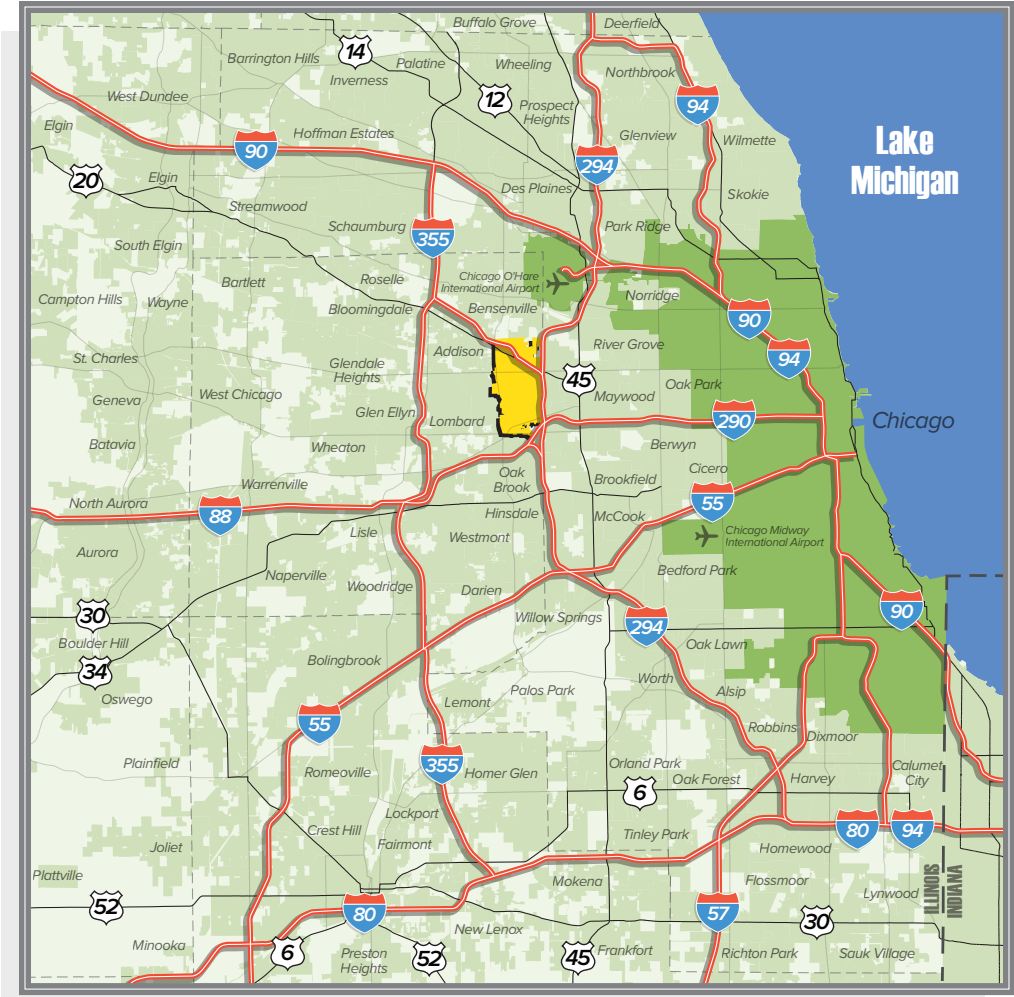 Buffalo Grove
Deerfield
14
Barrington Hills
Palatine
Wheeling
Inverness
Northbrook
West Dundee
12
94
Prospect
Heights
Elgin
Hoffman Estates
Glenview
Wilmette
Lake
Michigan
90
294
20
Elgin
Des Plaines
Skokie
Streamwood
Schaumburg
Park Ridge
355
South Elgin
Roselle
Chicago O'Hare
International Airport
Bartlett
Norridge
Campton Hills
Wayne
Bloomingdale
Bensenville
90
River Grove
Addison
94
St. Charles
Glendale
Heights
45
Oak Park
West Chicago
Maywood
Geneva
Glen Ellyn
Lombard
290
Chicago
Batavia
Wheaton
Berwyn
Cicero
Oak
Brook
Brookfield
Warrenville
North Aurora
55
88
Hinsdale
McCook
Lisle
Westmont
Chicago Midway
International Airport
Aurora
Naperville
Woodridge
Darien
Bedford Park
30
Willow Springs
90
294
Boulder Hill
Oak Lawn
34
Bolingbrook
Worth
Oswego
Lemont
Palos Park
Alsip
55
Robbins
Dixmoor
Plainfield
Romeoville
355
Homer Glen
Orland Park
Oak Forest
Harvey
Calumet
City
6
Lockport
Crest Hill
Fairmont
Tinley Park
80
94
Joliet
Homewood
Plattville
Mokena
Flossmoor
Lynwood
ILLINOIS
INDIANA
52
80
57
30
New Lenox
Minooka
6
Preston
Heights
52
45
Frankfort
Richton Park
Sauk Village